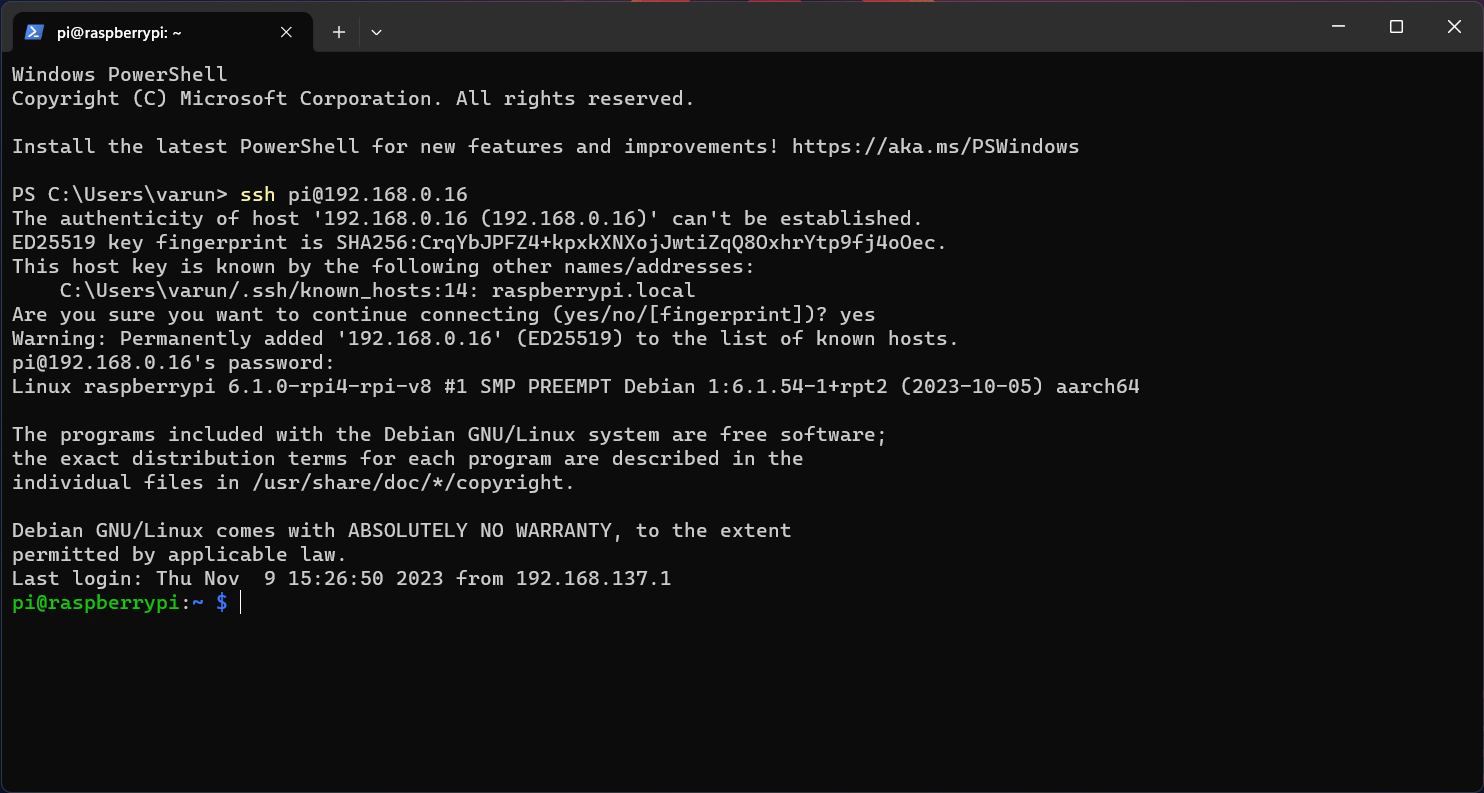 pi@raspberrypi: ~
Windows PowerShell
Copyright (C) Microsoft Corporation. All rights reserved.
Install the latest PowerShell for new features and improvements! https://aka.ms/PSWindows
PS C:\Users\varun> ssh pi@192.168.0.16
The authenticity of host '192.168.0.16 (192.168.0.16)' can't be established.
ED25519 key fingerprint is SHA256:CrqYbJPFZ4+kpxkXNXojJwtiZqQ8OxhrYtp9fj4oOec.
This host key is known by the following other names/addresses:
    C:\Users\varun/.ssh/known_hosts:14: raspberrypi.local
Are you sure you want to continue connecting (yes/no/[fingerprint])? yes
Warning: Permanently added '192.168.0.16' (ED25519) to the list of known hosts.
pi@192.168.0.16's password:
Linux raspberrypi 6.1.0-rpi4-rpi-v8 #1 SMP PREEMPT Debian 1:6.1.54-1+rpt2 (2023-10-05) aarch64
The programs included with the Debian GNU/Linux system are free software;
the exact distribution terms for each program are described in the
individual files in /usr/share/doc/*/copyright.
Debian GNU/Linux comes with ABSOLUTELY NO WARRANTY, to the extent
permitted by applicable law.
Last login: Thu Nov  9 15:26:50 2023 from 192.168.137.1
pi@raspberrypi:~ $